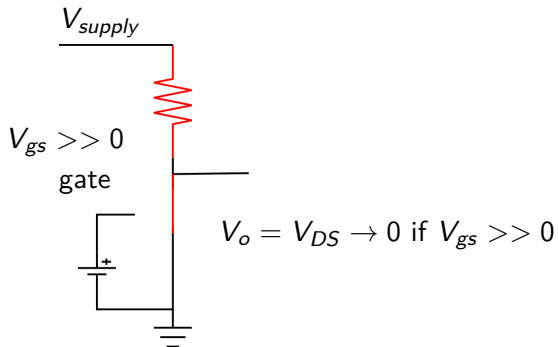 V_supply
V_gs >> 0
gate
+
V_o = V_DS → 0 if V_gs >> 0